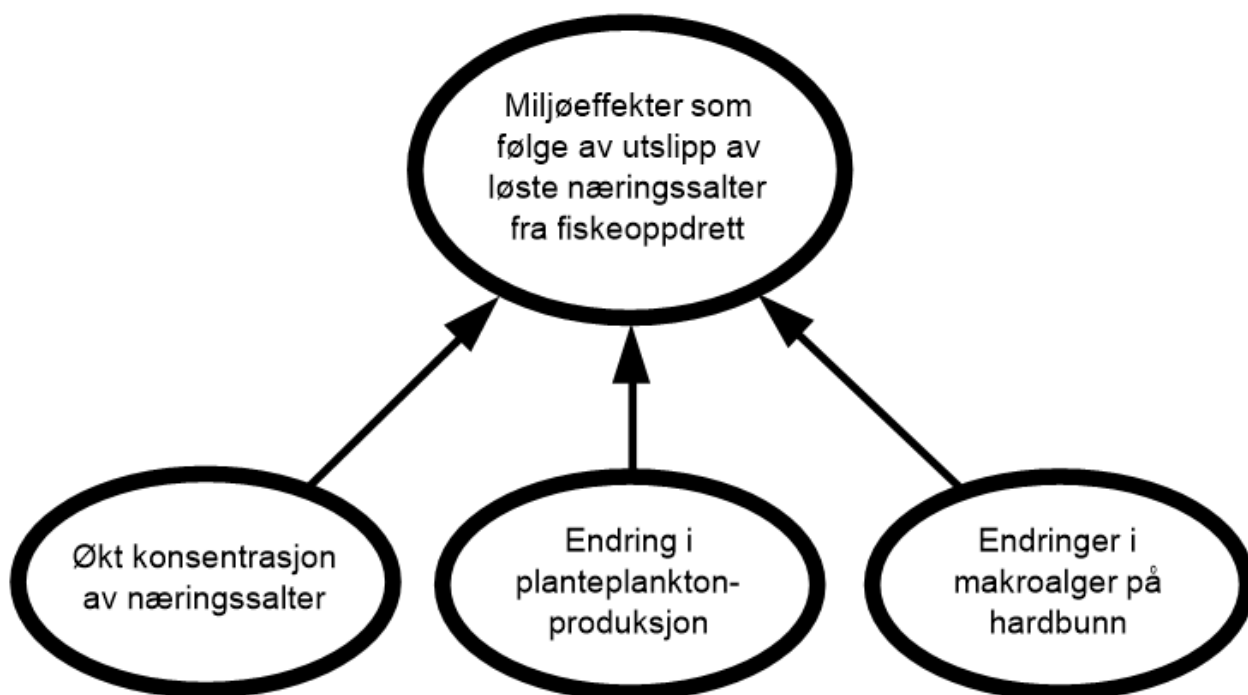 Miljøeffekter som
følge av utslipp av
løste næringssalter
fra fiskeoppdrett
Økt konsentrasjon
av næringssalter
Endring i
planteplankton-
produksjon
Endringer i
makroalger på
hardbunn